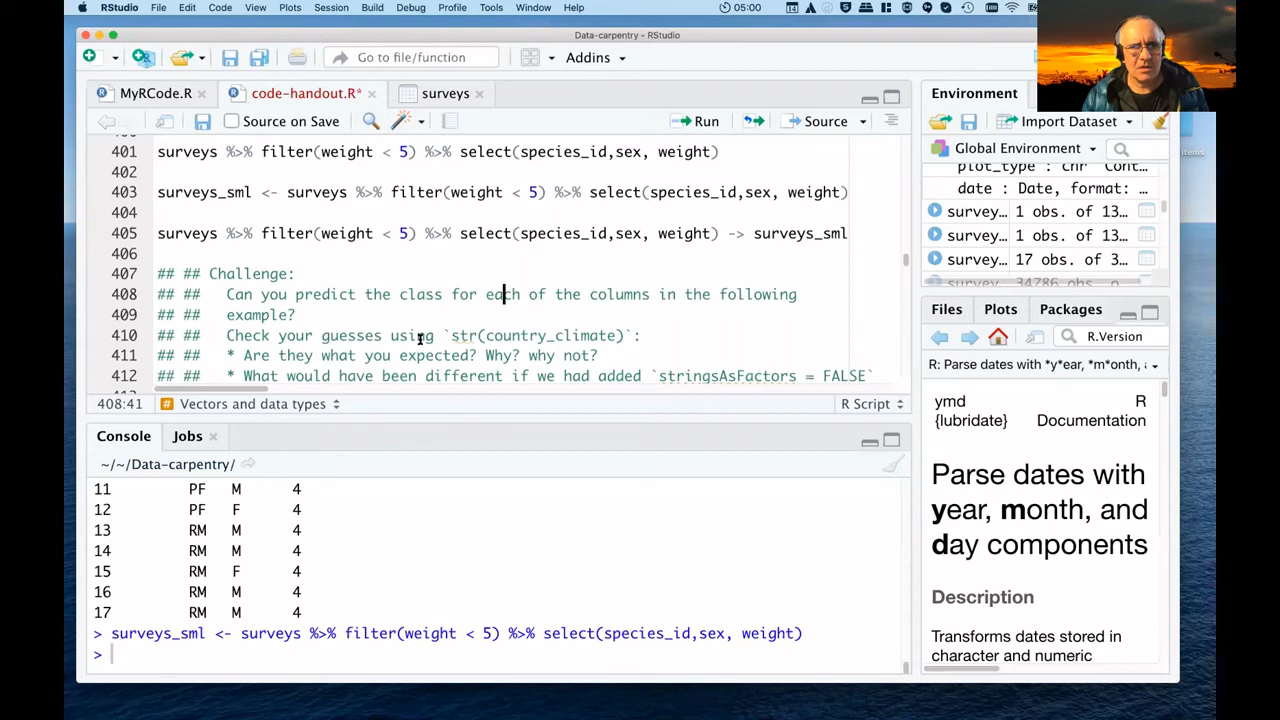 RStudio File Edit Code View Plots Session Build Debug Profile Tools Window Help 05:00
Data-carpentry - RStudio
Go to file/function Addins
MyRCode.R code-handout.R* surveys
Source on Save Run Source
401 surveys %>% filter(weight < 5) %>% select(species_id,sex, weight)
402
403 surveys_sml <- surveys %>% filter(weight < 5) %>% select(species_id,sex, weight)
404
405 surveys %>% filter(weight < 5) %>% select(species_id,sex, weight) -> surveys_sml
406
407 ## ## Challenge:
408 ## ## Can you predict the class for each of the columns in the following
409 ## ## example?
410 ## ## Check your guesses using `str(country_climate)`:
411 ## ## * Are they what you expected? Why? why not?
412 ## ## * What would have been different if we had added `stringsAsFactors = FALSE`
408:41 Vectors and data types R Script
Console Jobs
~/~/Data-carpentry/
11 PF M 4
12 PF F 4
13 RM M 4
14 RM M 4
15 RM F 4
16 RM M 4
17 RM M 4
> surveys_sml <- surveys %>% filter(weight < 5) %>% select(species_id,sex, weight)
>
Environment
Import Dataset
Global Environment
plot_type : chr "Cont…
date : Date, format: …
survey… 1 obs. of 13…
survey… 1 obs. of 13…
survey… 17 obs. of 3…
Files Plots Packages
R.Version
R: Parse dates with *y*ear, *m*onth,
ymd R
{lubridate} Documentation
Parse dates with
year, month, and
day components
Description
Transforms dates stored in
character and numeric
items